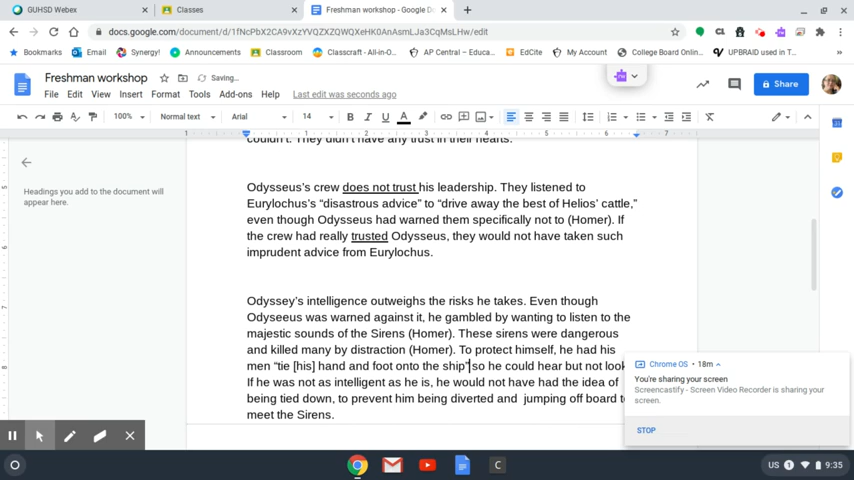 GUHSD Webex
Classes
Freshman workshop - Google Do
docs.google.com/document/d/1fNcPbX2CA9vXzYVQZXZQWQXeHK0AnAsmLJa3CqMsLHw/edit
Bookmarks Email Synergy! Announcements Classroom Classcraft - All-in-O... AP Central – Educa... EdCite My Account College Board Onlin... UPBRAID used in T...
Freshman workshop Saving...
File Edit View Insert Format Tools Add-ons Help Last edit was seconds ago
Share
100% Normal text Arial 14 B I U A
1 1 2 3 4 5 6 7
Headings you add to the document will
appear here.
couldn't. They didn't have any trust in their hearts.
Odysseus's crew does not trust his leadership. They listened to
Eurylochus's “disastrous advice” to “drive away the best of Helios' cattle,”
even though Odysseus had warned them specifically not to (Homer). If
the crew had really trusted Odysseus, they would not have taken such
imprudent advice from Eurylochus.
Odyssey's intelligence outweighs the risks he takes. Even though
Odyseeus was warned against it, he gambled by wanting to listen to the
majestic sounds of the Sirens (Homer). These sirens were dangerous
and killed many by distraction (Homer). To protect himself, he had his
men “tie [his] hand and foot onto the ship”so he could hear but not look
If he was not as intelligent as he is, he would not have had the idea of
being tied down, to prevent him being diverted and jumping off board to
meet the Sirens.
5
6
7
8
Chrome OS • 18m
You're sharing your screen
Screencastify - Screen Video Recorder is sharing your
screen.
STOP
US 1 9:35